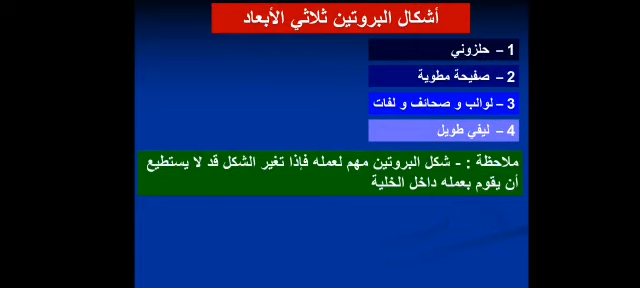 أشكال البروتين ثلاثي الأبعاد
1 – حلزوني
2 – صفيحة مطوية
3 – لوالب و صحائف و لفات
4 – ليفي طويل
ملاحظة : - شكل البروتين مهم لعمله فإذا تغير الشكل قد لا يستطيع
أن يقوم بعمله داخل الخلية